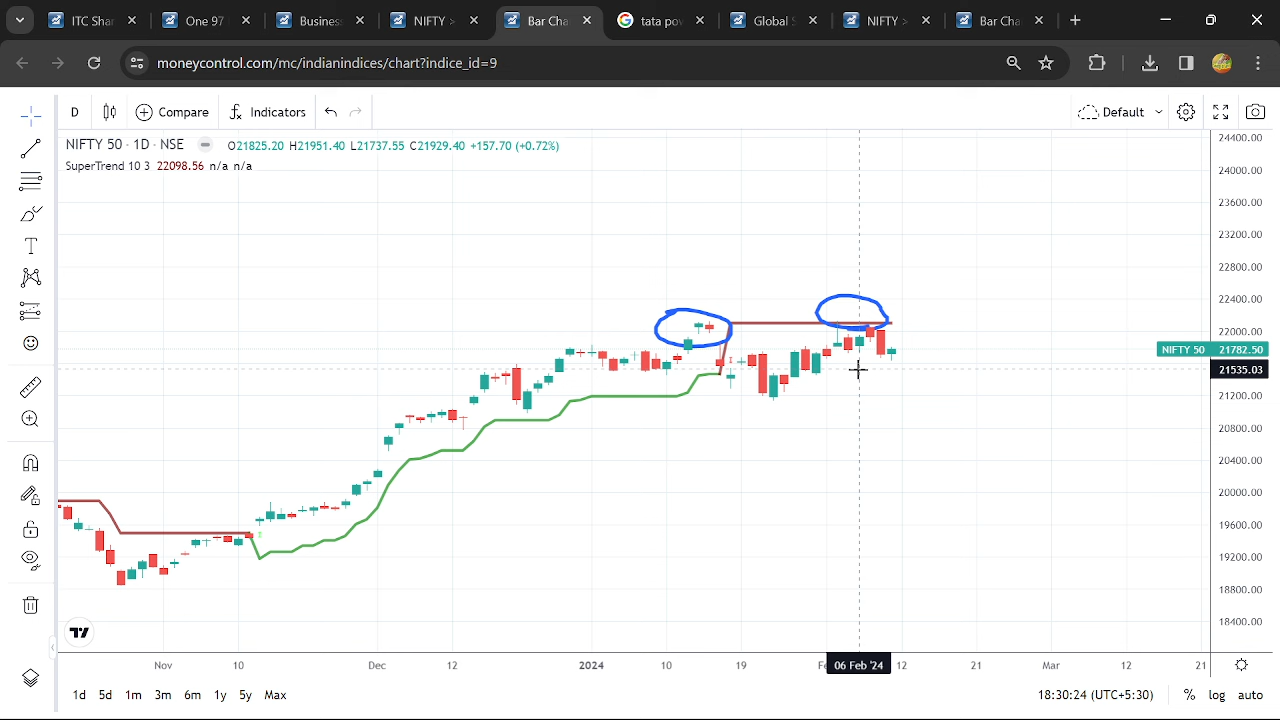 ITC Shar
One 97
Business
NIFTY >
Bar Cha
tata pov
Global S
NIFTY >
Bar Cha
moneycontrol.com/mc/indianindices/chart?indice_id=9
D
Compare
Indicators
Default
NIFTY 50 · 1D · NSE
O21825.20 H21951.40 L21737.55 C21929.40 +157.70 (+0.72%)
SuperTrend 10 3 22098.56 n/a n/a
24400.00
24000.00
23600.00
23200.00
22800.00
22400.00
22000.00
NIFTY 50 21782.50
21535.03
21200.00
20800.00
20400.00
20000.00
19600.00
19200.00
18800.00
18400.00
Nov 10 Dec 12 2024 10 19 Fe 06 Feb '24 12 21 Mar 12 21
1d 5d 1m 3m 6m 1y 5y Max
18:30:24 (UTC+5:30) % log auto